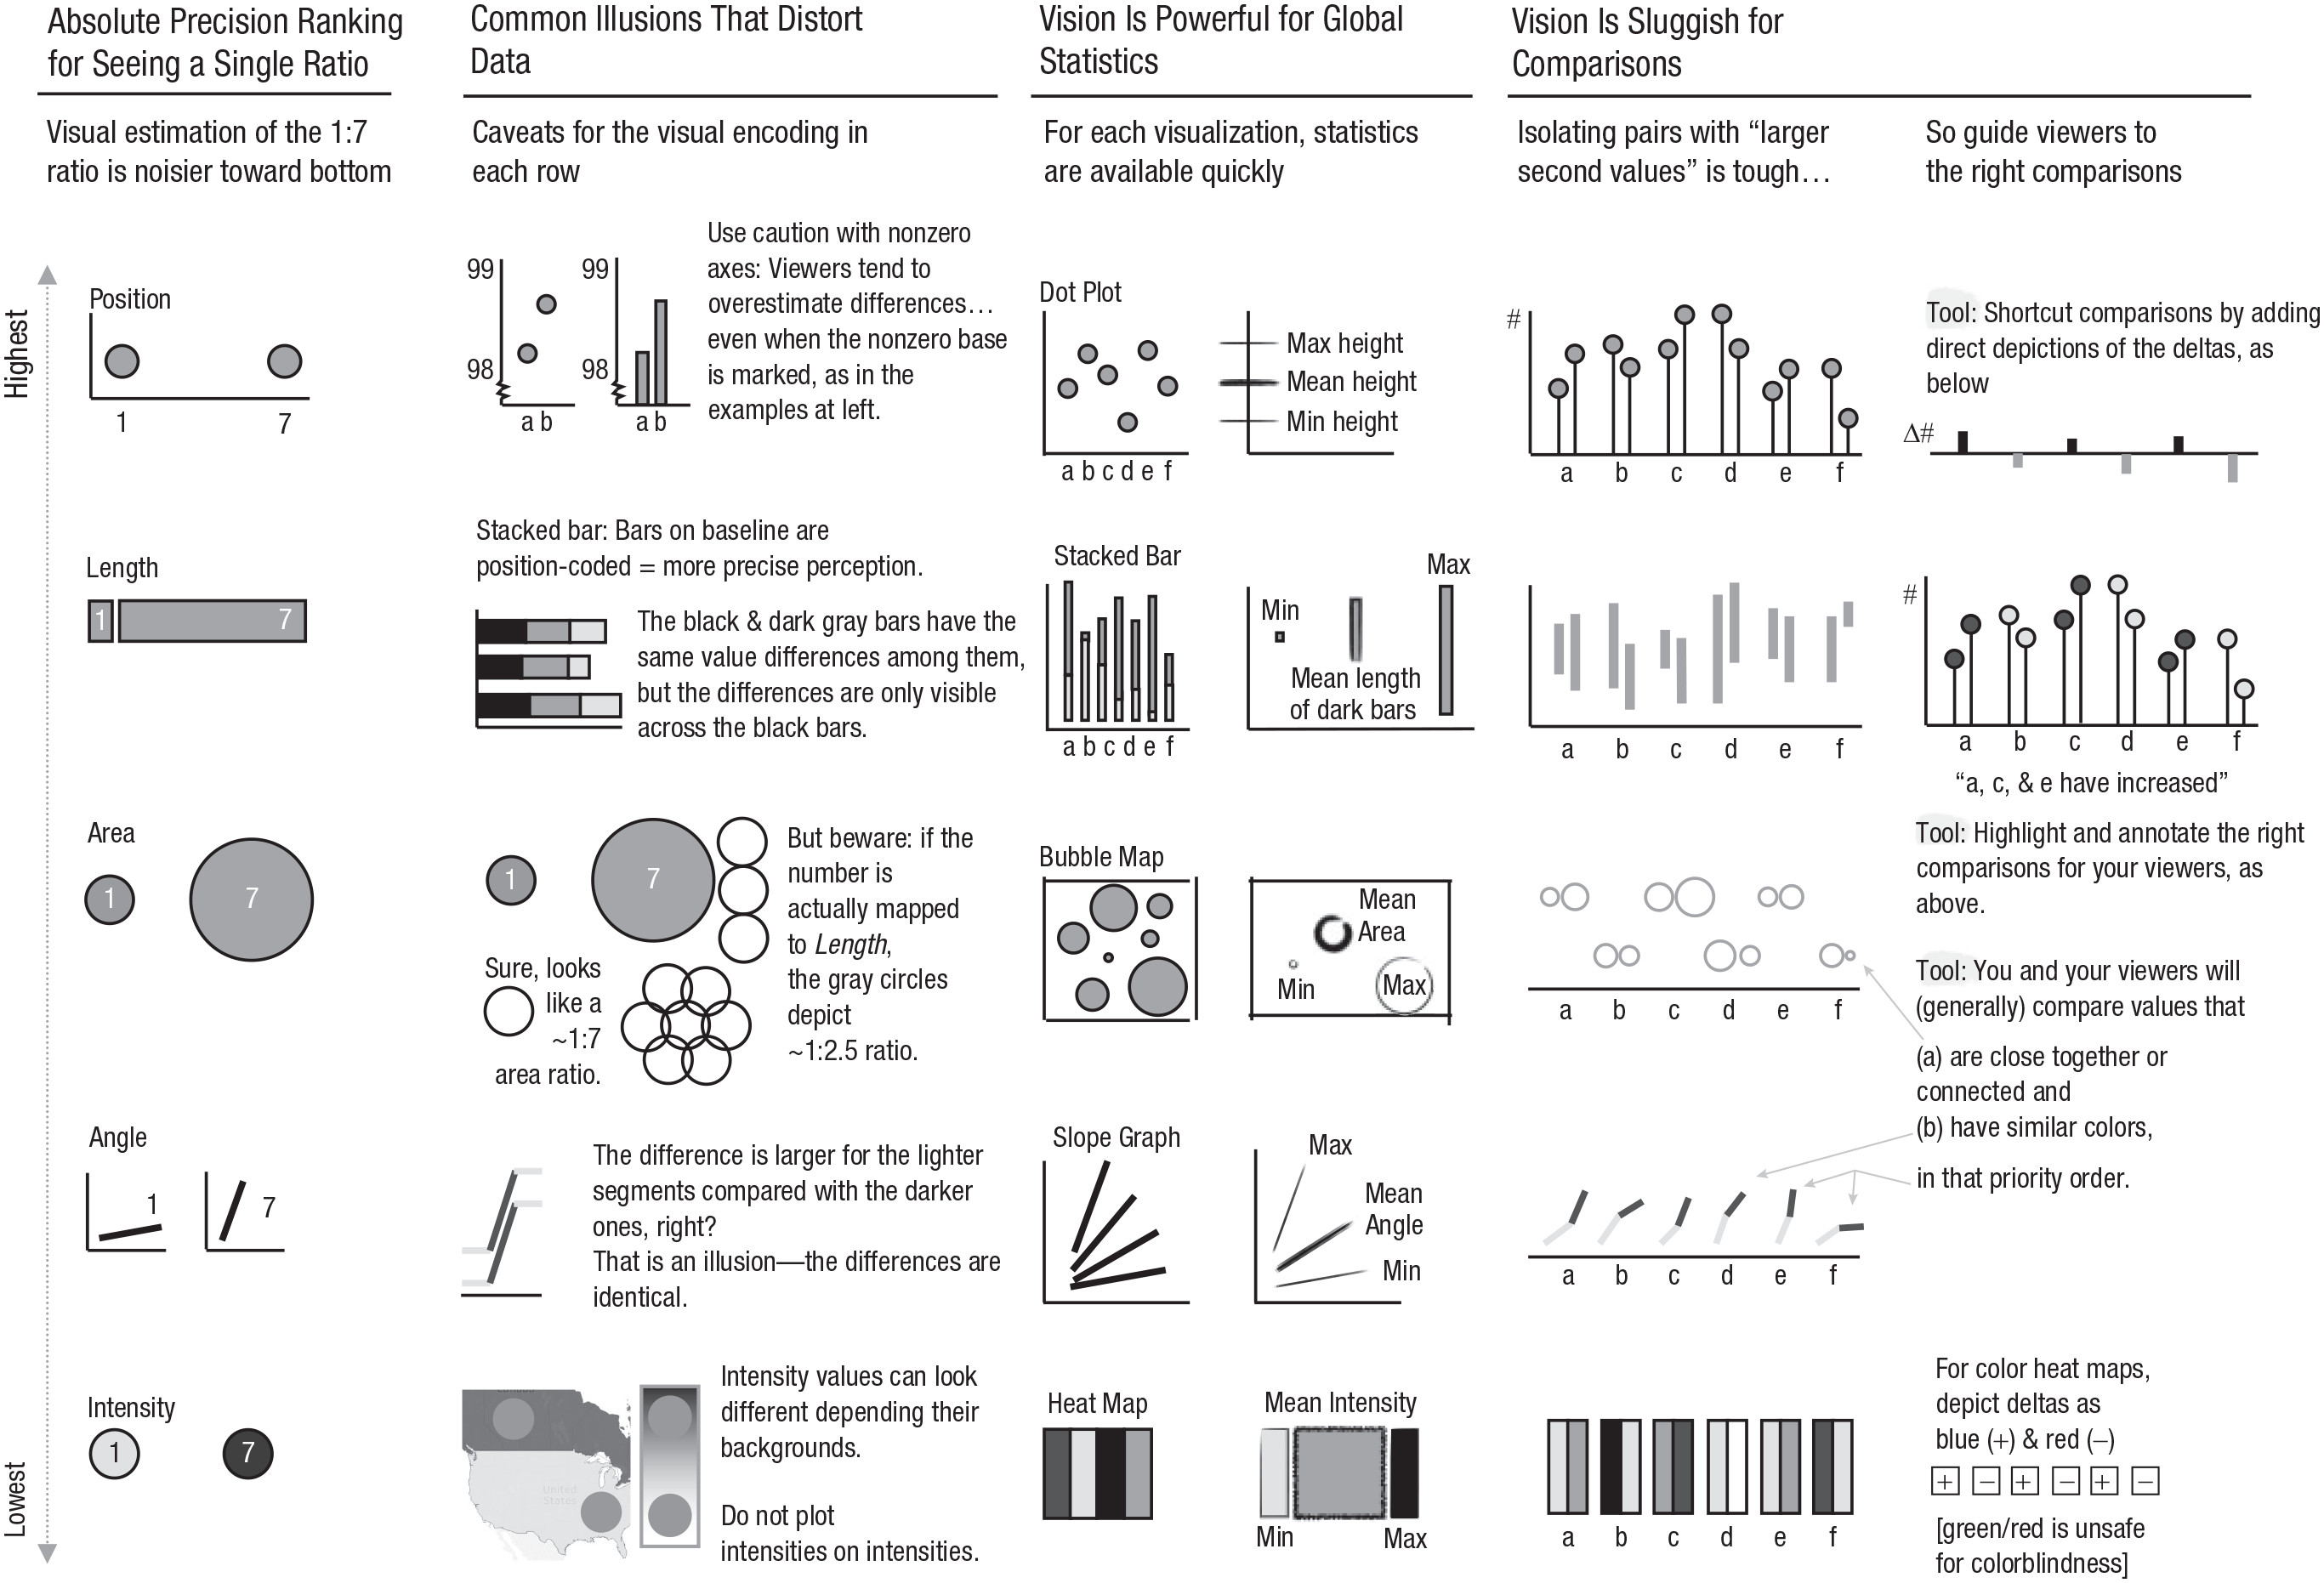 Absolute Precision Ranking
for Seeing a Single Ratio
Visual estimation of the 1:7
ratio is noisier toward bottom
Highest
Lowest
Position
1
7
Length
1
7
Area
1
7
Angle
1
7
Intensity
1
7
Common Illusions That Distort
Data
Caveats for the visual encoding in
each row
99
98
a b
99
98
a b
Use caution with nonzero
axes: Viewers tend to
overestimate differences…
even when the nonzero base
is marked, as in the
examples at left.
Stacked bar: Bars on baseline are
position-coded = more precise perception.
The black & dark gray bars have the
same value differences among them,
but the differences are only visible
across the black bars.
1
7
Sure, looks
like a
~1:7
area ratio.
But beware: if the
number is
actually mapped
to Length,
the gray circles
depict
~1:2.5 ratio.
The difference is larger for the lighter
segments compared with the darker
ones, right?
That is an illusion—the differences are
identical.
United
States
Intensity values can look
different depending their
backgrounds.
Do not plot
intensities on intensities.
Vision Is Powerful for Global
Statistics
For each visualization, statistics
are available quickly
Dot Plot
a b c d e f
Max height
Mean height
Min height
Stacked Bar
a b c d e f
Min
Mean length
of dark bars
Max
Bubble Map
Mean
Area
Min
Max
Slope Graph
Max
Mean
Angle
Min
Heat Map
Mean Intensity
Min
Max
Vision Is Sluggish for
Comparisons
Isolating pairs with “larger
second values” is tough…
#
a b c d e f
a b c d e f
a b c d e f
a b c d e f
a b c d e f
So guide viewers to
the right comparisons
Tool: Shortcut comparisons by adding
direct depictions of the deltas, as
below
Δ#
#
a b c d e f
“a, c, & e have increased”
Tool: Highlight and annotate the right
comparisons for your viewers, as
above.
Tool: You and your viewers will
(generally) compare values that
(a) are close together or
connected and
(b) have similar colors,
in that priority order.
For color heat maps,
depict deltas as
blue (+) & red (–)
+ – + – + –
[green/red is unsafe
for colorblindness]